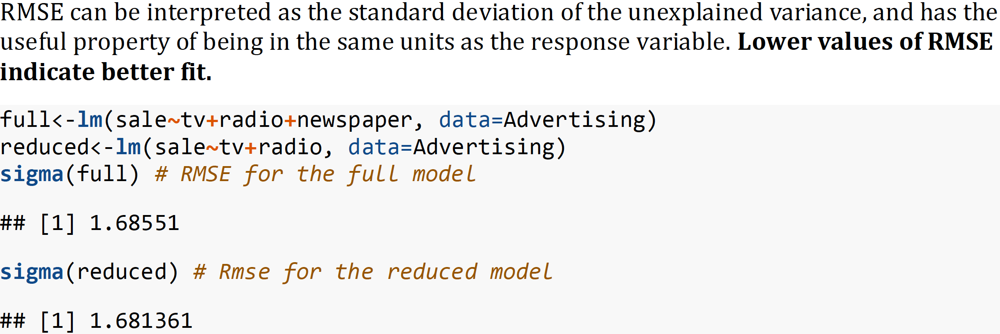 RMSE can be interpreted as the standard deviation of the unexplained variance, and has the
useful property of being in the same units as the response variable. Lower values of RMSE
indicate better fit.
full<-lm(sale~tv+radio+newspaper, data=Advertising)
reduced<-lm(sale~tv+radio, data=Advertising)
sigma(full) # RMSE for the full model
## [1] 1.68551
sigma(reduced) # Rmse for the reduced model
## [1] 1.681361